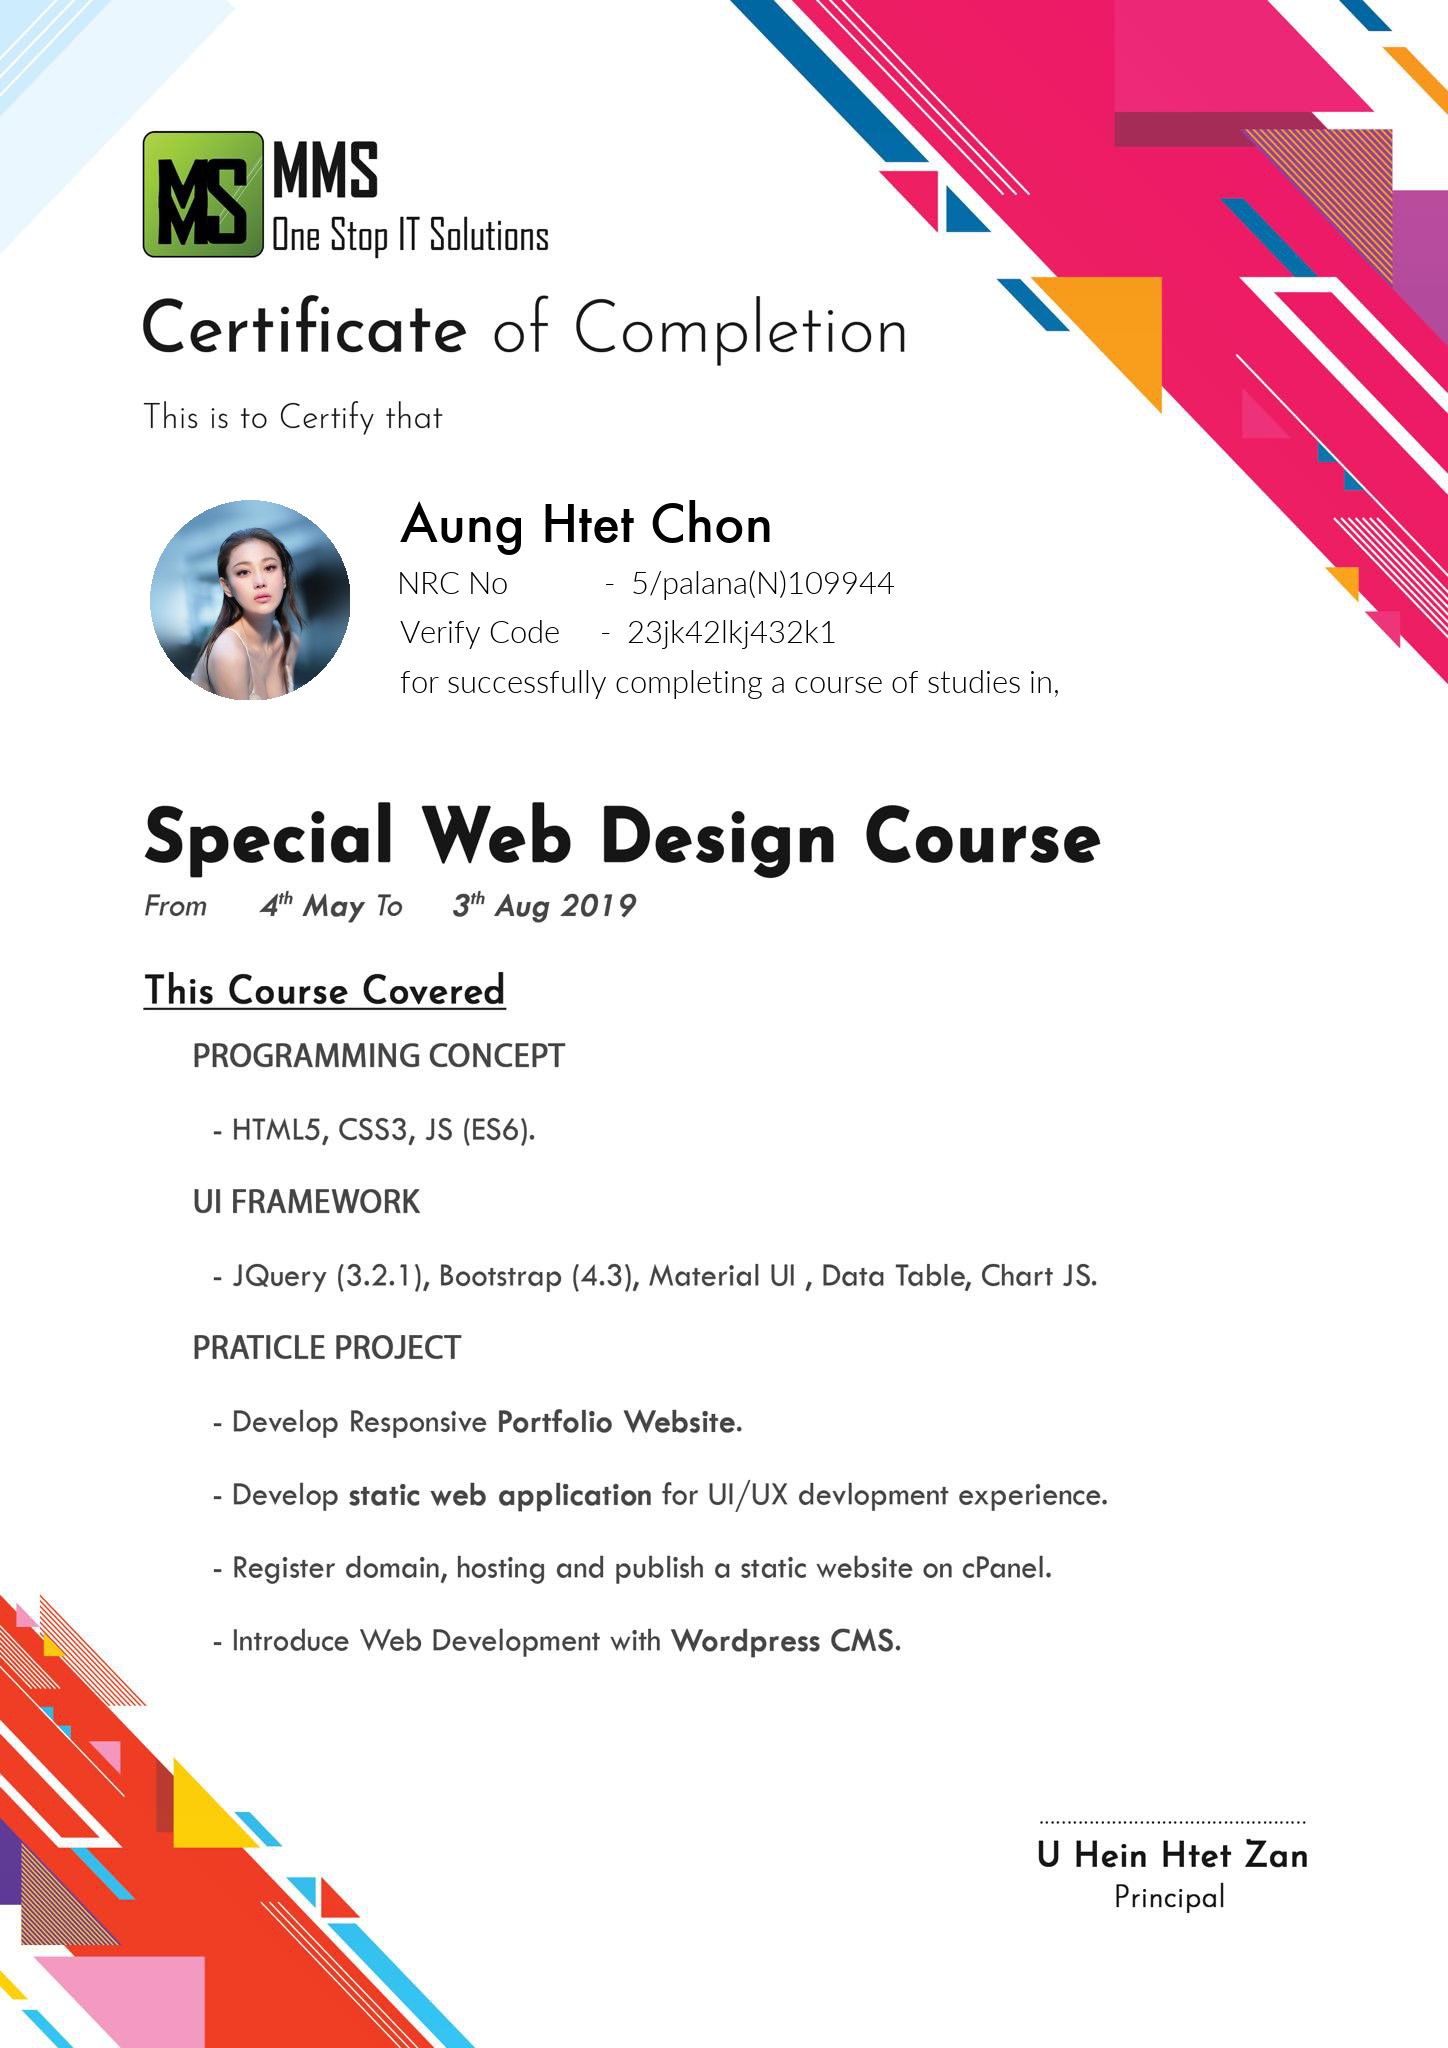 MMS
MMS
One Stop IT Solutions
Certificate of Completion
This is to Certify that
Aung Htet Chon
NRC No - 5/palana(N)109944
Verify Code - 23jk42lkj432k1
for successfully completing a course of studies in,
Special Web Design Course
From 4th May To 3th Aug 2019
This Course Covered
PROGRAMMING CONCEPT
- HTML5, CSS3, JS (ES6).
UI FRAMEWORK
- JQuery (3.2.1), Bootstrap (4.3), Material UI , Data Table, Chart JS.
PRATICLE PROJECT
- Develop Responsive Portfolio Website.
- Develop static web application for UI/UX devlopment experience.
- Register domain, hosting and publish a static website on cPanel.
- Introduce Web Development with Wordpress CMS.
U Hein Htet Zan
Principal